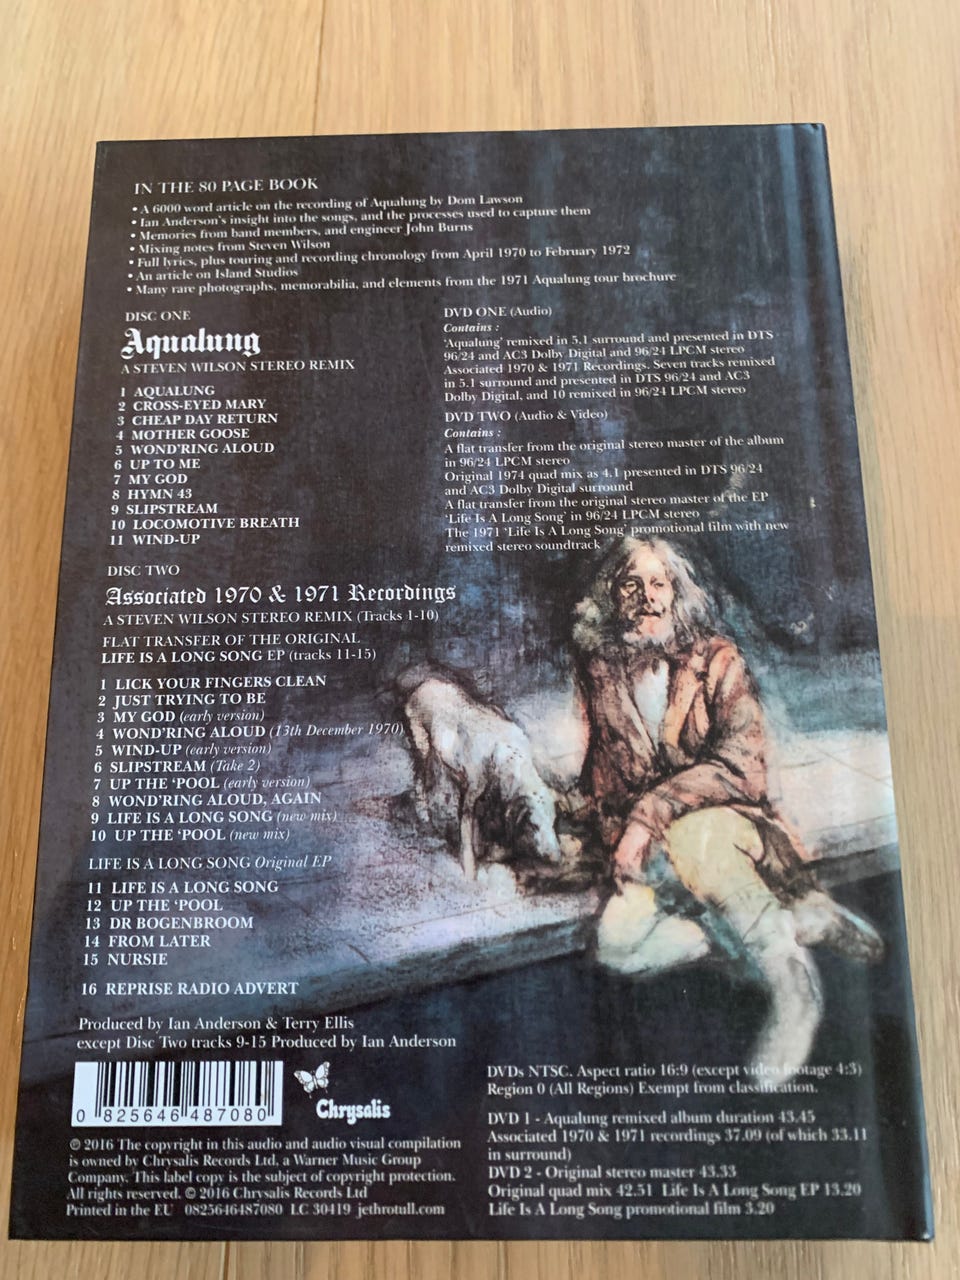 IN THE 80 PAGE BOOK
• A 6000 word article on the recording of Aqualung by Dom Lawson
• Ian Anderson's insight into the songs, and the processes used to capture them
• Memories from band members, and engineer John Burns
• Mixing notes from Steven Wilson
• Full lyrics, plus touring and recording chronology from April 1970 to February 1972
• An article on Island Studios
• Many rare photographs, memorabilia, and elements from the 1971 Aqualung tour brochure
DISC ONE
Aqualung
A STEVEN WILSON STEREO REMIX
1 AQUALUNG
2 CROSS-EYED MARY
3 CHEAP DAY RETURN
4 MOTHER GOOSE
5 WOND'RING ALOUD
6 UP TO ME
7 MY GOD
8 HYMN 43
9 SLIPSTREAM
10 LOCOMOTIVE BREATH
11 WIND-UP
DISC TWO
Associated 1970 & 1971 Recordings
A STEVEN WILSON STEREO REMIX (Tracks 1-10)
FLAT TRANSFER OF THE ORIGINAL
LIFE IS A LONG SONG EP (tracks 11-15)
1 LICK YOUR FINGERS CLEAN
2 JUST TRYING TO BE
3 MY GOD (early version)
4 WOND'RING ALOUD (13th December 1970)
5 WIND-UP (early version)
6 SLIPSTREAM (Take 2)
7 UP THE 'POOL (early version)
8 WOND'RING ALOUD, AGAIN
9 LIFE IS A LONG SONG (new mix)
10 UP THE 'POOL (new mix)
LIFE IS A LONG SONG Original EP
11 LIFE IS A LONG SONG
12 UP THE 'POOL
13 DR BOGENBROOM
14 FROM LATER
15 NURSIE
16 REPRISE RADIO ADVERT
Produced by Ian Anderson & Terry Ellis
except Disc Two tracks 9-15 Produced by Ian Anderson
0 825646 487080
Chrysalis
℗ 2016 The copyright in this audio and audio visual compilation
is owned by Chrysalis Records Ltd, a Warner Music Group
Company. This label copy is the subject of copyright protection.
All rights reserved. © 2016 Chrysalis Records Ltd
Printed in the EU 0825646487080 LC 30419 jethrotull.com
DVD ONE (Audio)
Contains :
'Aqualung' remixed in 5.1 surround and presented in DTS
96/24 and AC3 Dolby Digital and 96/24 LPCM stereo
Associated 1970 & 1971 Recordings. Seven tracks remixed
in 5.1 surround and presented in DTS 96/24 and AC3
Dolby Digital, and 10 remixed in 96/24 LPCM stereo
DVD TWO (Audio & Video)
Contains :
A flat transfer from the original stereo master of the album
in 96/24 LPCM stereo
Original 1974 quad mix as 4.1 presented in DTS 96/24
and AC3 Dolby Digital surround
A flat transfer from the original stereo master of the EP
'Life Is A Long Song' in 96/24 LPCM stereo
The 1971 'Life Is A Long Song' promotional film with new
remixed stereo soundtrack
DVDs NTSC. Aspect ratio 16:9 (except video footage 4:3)
Region 0 (All Regions) Exempt from classification.
DVD 1 - Aqualung remixed album duration 43.45
Associated 1970 & 1971 recordings 37.09 (of which 33.11
in surround)
DVD 2 - Original stereo master 43.33
Original quad mix 42.51 Life Is A Long Song EP 13.20
Life Is A Long Song promotional film 3.20